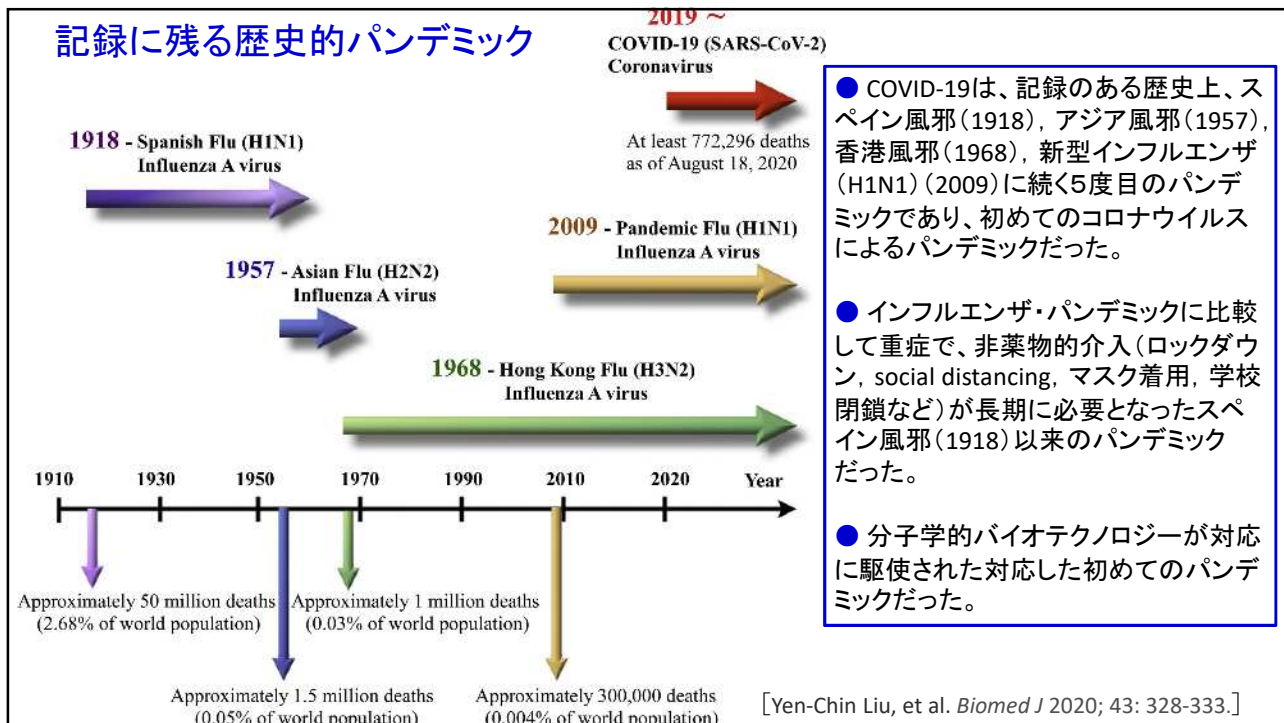 記録に残る歴史的パンデミック
2019 ~
COVID-19 (SARS-CoV-2)
Coronavirus
At least 772,296 deaths
as of August 18, 2020
1918 - Spanish Flu (H1N1)
Influenza A virus
2009 - Pandemic Flu (H1N1)
Influenza A virus
1957 - Asian Flu (H2N2)
Influenza A virus
1968 - Hong Kong Flu (H3N2)
Influenza A virus
1910 1930 1950 1970 1990 2010 2020 Year
Approximately 50 million deaths
(2.68% of world population)
Approximately 1 million deaths
(0.03% of world population)
Approximately 1.5 million deaths
(0.05% of world population)
Approximately 300,000 deaths
(0.004% of world population)
● COVID-19は、記録のある歴史上、ス
ペイン風邪(1918), アジア風邪(1957),
香港風邪(1968), 新型インフルエンザ
(H1N1) (2009)に続く5度目のパンデ
ミックであり、初めてのコロナウイルス
によるパンデミックだった。
● インフルエンザ・パンデミックに比較
して重症で、非薬物的介入(ロックダウ
ン, social distancing, マスク着用, 学校
閉鎖など)が長期に必要となったスペ
イン風邪(1918)以来のパンデミック
だった。
● 分子学的バイオテクノロジーが対応
に駆使された対応した初めてのパンデ
ミックだった。
[Yen-Chin Liu, et al. Biomed J 2020; 43: 328-333.]